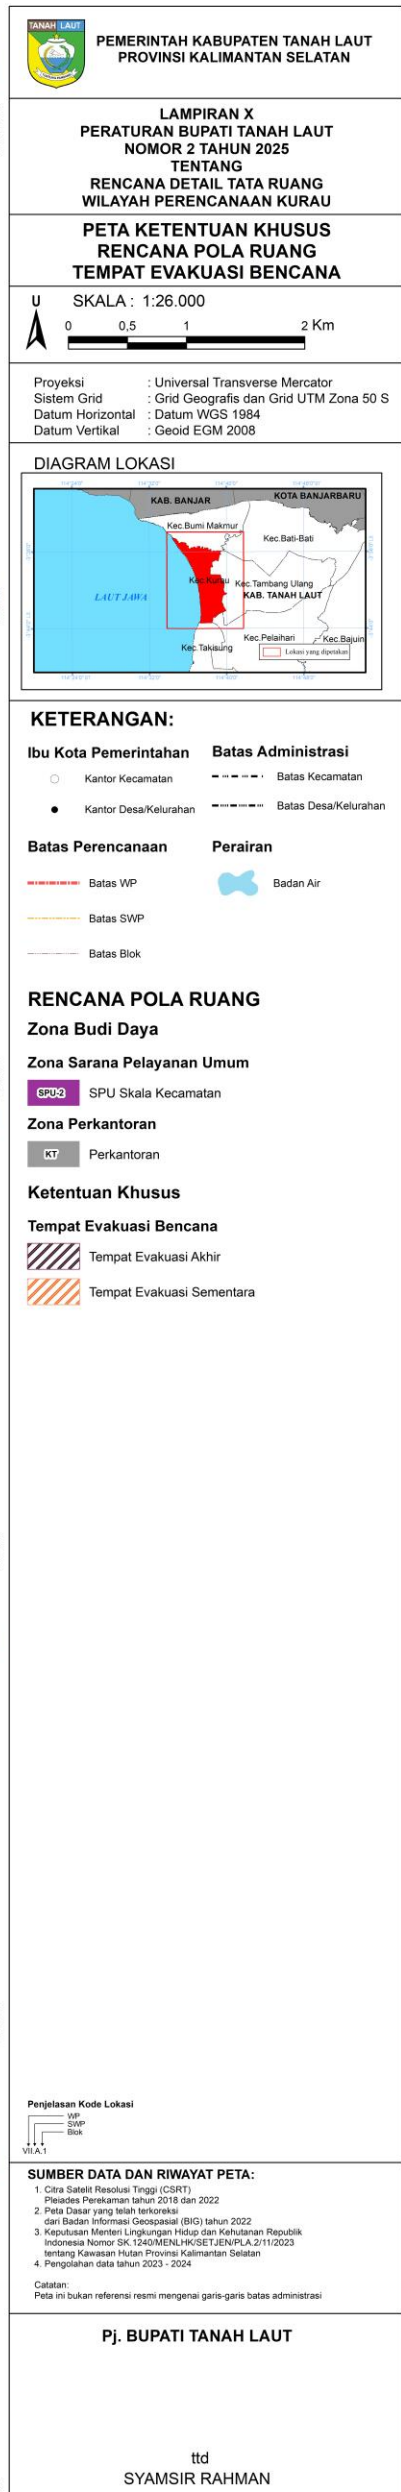 TANAH LAUT
PEMERINTAH KABUPATEN TANAH LAUT
PROVINSI KALIMANTAN SELATAN
LAMPIRAN X
PERATURAN BUPATI TANAH LAUT
NOMOR 2 TAHUN 2025
TENTANG
RENCANA DETAIL TATA RUANG
WILAYAH PERENCANAAN KURAU
PETA KETENTUAN KHUSUS
RENCANA POLA RUANG
TEMPAT EVAKUASI BENCANA
U
SKALA : 1:26.000
0 0,5 1 2 Km
Proyeksi : Universal Transverse Mercator
Sistem Grid : Grid Geografis dan Grid UTM Zona 50 S
Datum Horizontal : Datum WGS 1984
Datum Vertikal : Geoid EGM 2008
DIAGRAM LOKASI
KAB. BANJAR
KOTA BANJARBARU
Kec.Bumi Makmur
Kec.Bati-Bati
Kec.Kurau
Kec.Tambang Ulang
KAB. TANAH LAUT
LAUT JAWA
Kec.Pelaihari
Kec.Bajuin
Kec.Takisung
Lokasi yang dipetakan
KETERANGAN:
Ibu Kota Pemerintahan
Kantor Kecamatan
Kantor Desa/Kelurahan
Batas Administrasi
Batas Kecamatan
Batas Desa/Kelurahan
Batas Perencanaan
Batas WP
Batas SWP
Batas Blok
Perairan
Badan Air
RENCANA POLA RUANG
Zona Budi Daya
Zona Sarana Pelayanan Umum
SPU-2 SPU Skala Kecamatan
Zona Perkantoran
KT Perkantoran
Ketentuan Khusus
Tempat Evakuasi Bencana
Tempat Evakuasi Akhir
Tempat Evakuasi Sementara
Penjelasan Kode Lokasi
WP
SWP
Blok
VII.A.1
SUMBER DATA DAN RIWAYAT PETA:
1. Citra Satelit Resolusi Tinggi (CSRT)
Pleiades Perekaman tahun 2018 dan 2022
2. Peta Dasar yang telah terkoreksi
dari Badan Informasi Geospasial (BIG) tahun 2022
3. Keputusan Menteri Lingkungan Hidup dan Kehutanan Republik
Indonesia Nomor SK.1240/MENLHK/SETJEN/PLA.2/11/2023
tentang Kawasan Hutan Provinsi Kalimantan Selatan
4. Pengolahan data tahun 2023 - 2024
Catatan:
Peta ini bukan referensi resmi mengenai garis-garis batas administrasi
Pj. BUPATI TANAH LAUT
ttd
SYAMSIR RAHMAN